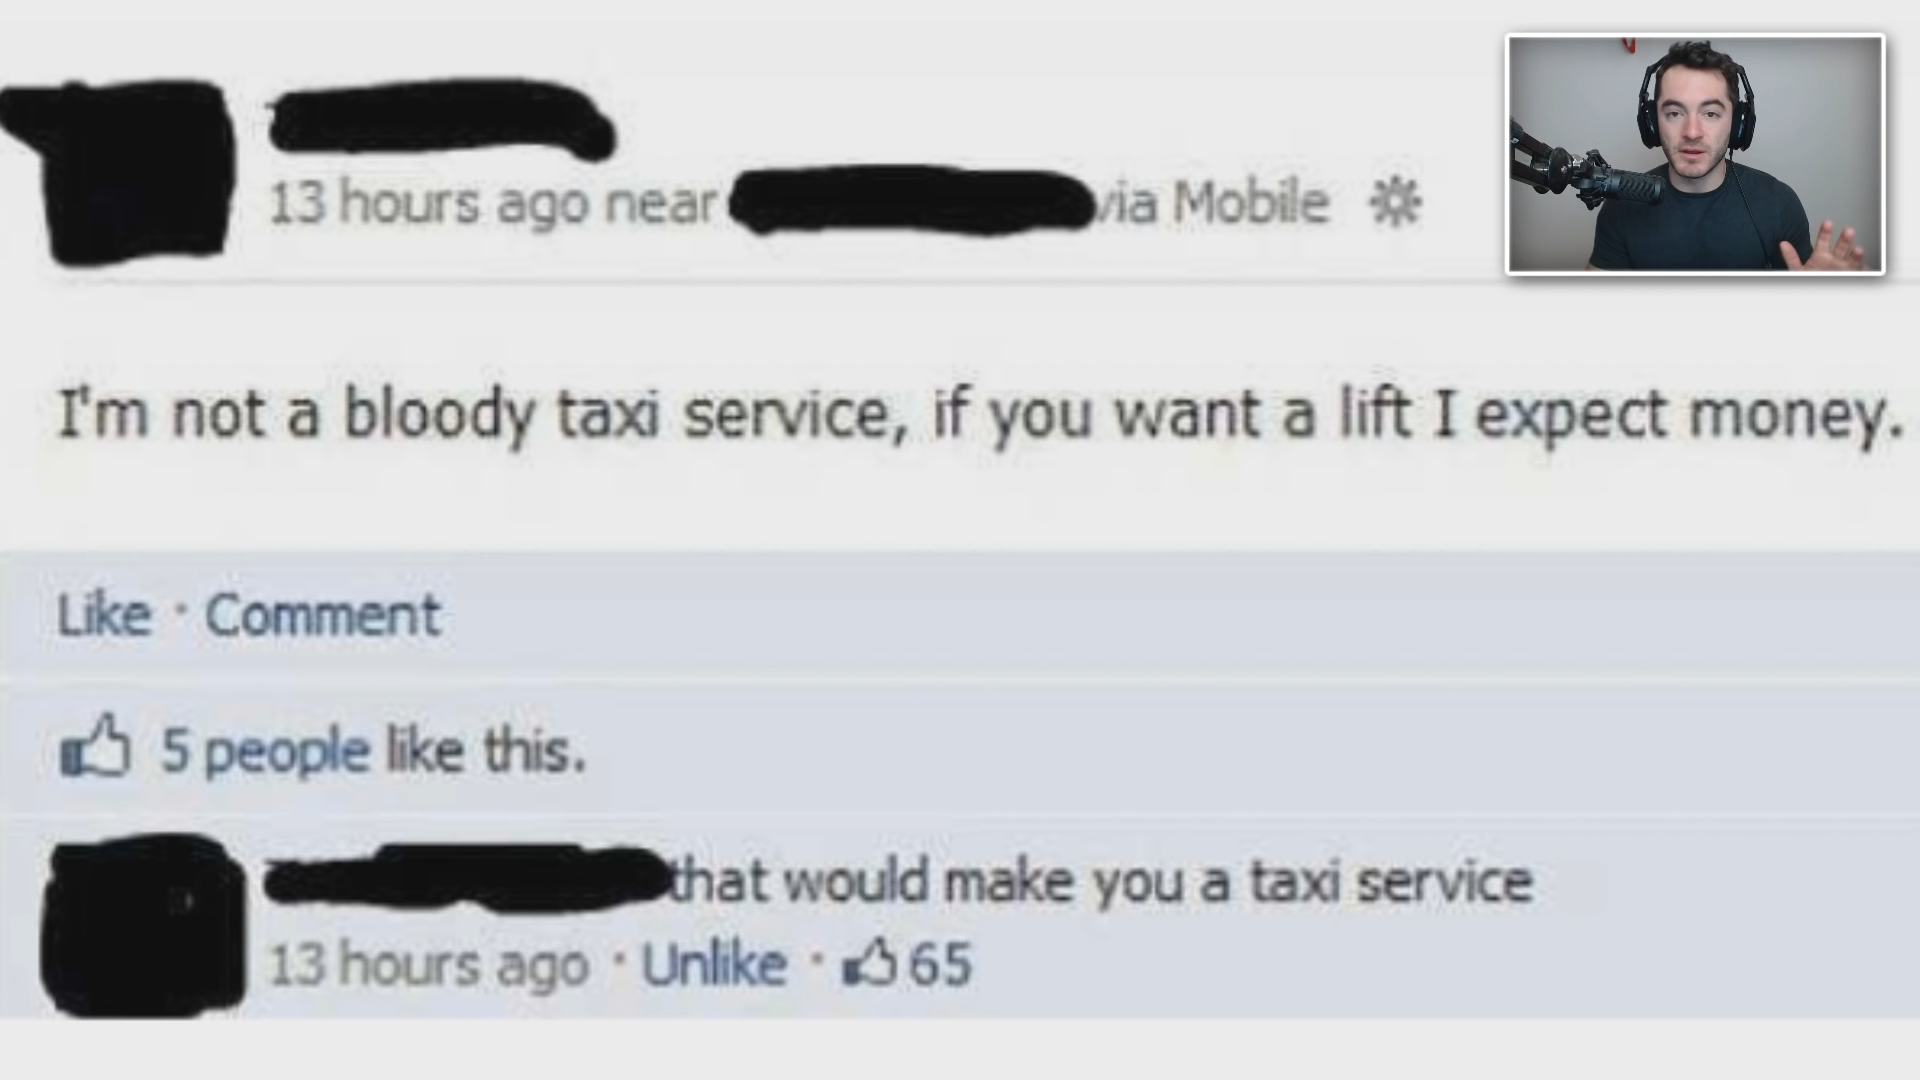 13 hours ago near via Mobile
I'm not a bloody taxi service, if you want a lift I expect money.
Like · Comment
5 people like this.
that would make you a taxi service
13 hours ago · Unlike · 65